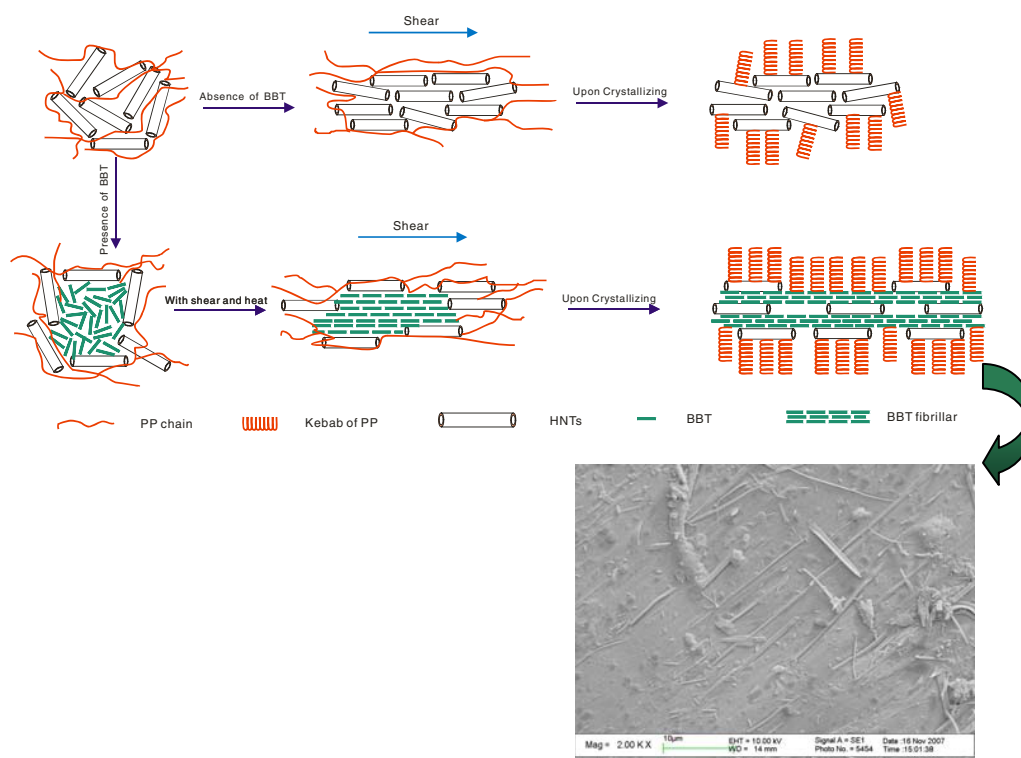 Shear
Absence of BBT
Upon Crystallizing
Presence of BBT
Shear
With shear and heat
Upon Crystallizing
PP chain
Kebab of PP
HNTs
BBT
BBT fibrillar
Mag = 2.00 K X
10µm
EHT = 10.00 kV
WD = 14 mm
Signal A = SE1
Photo No. = 5454
Date :16 Nov 2007
Time :15:01:38